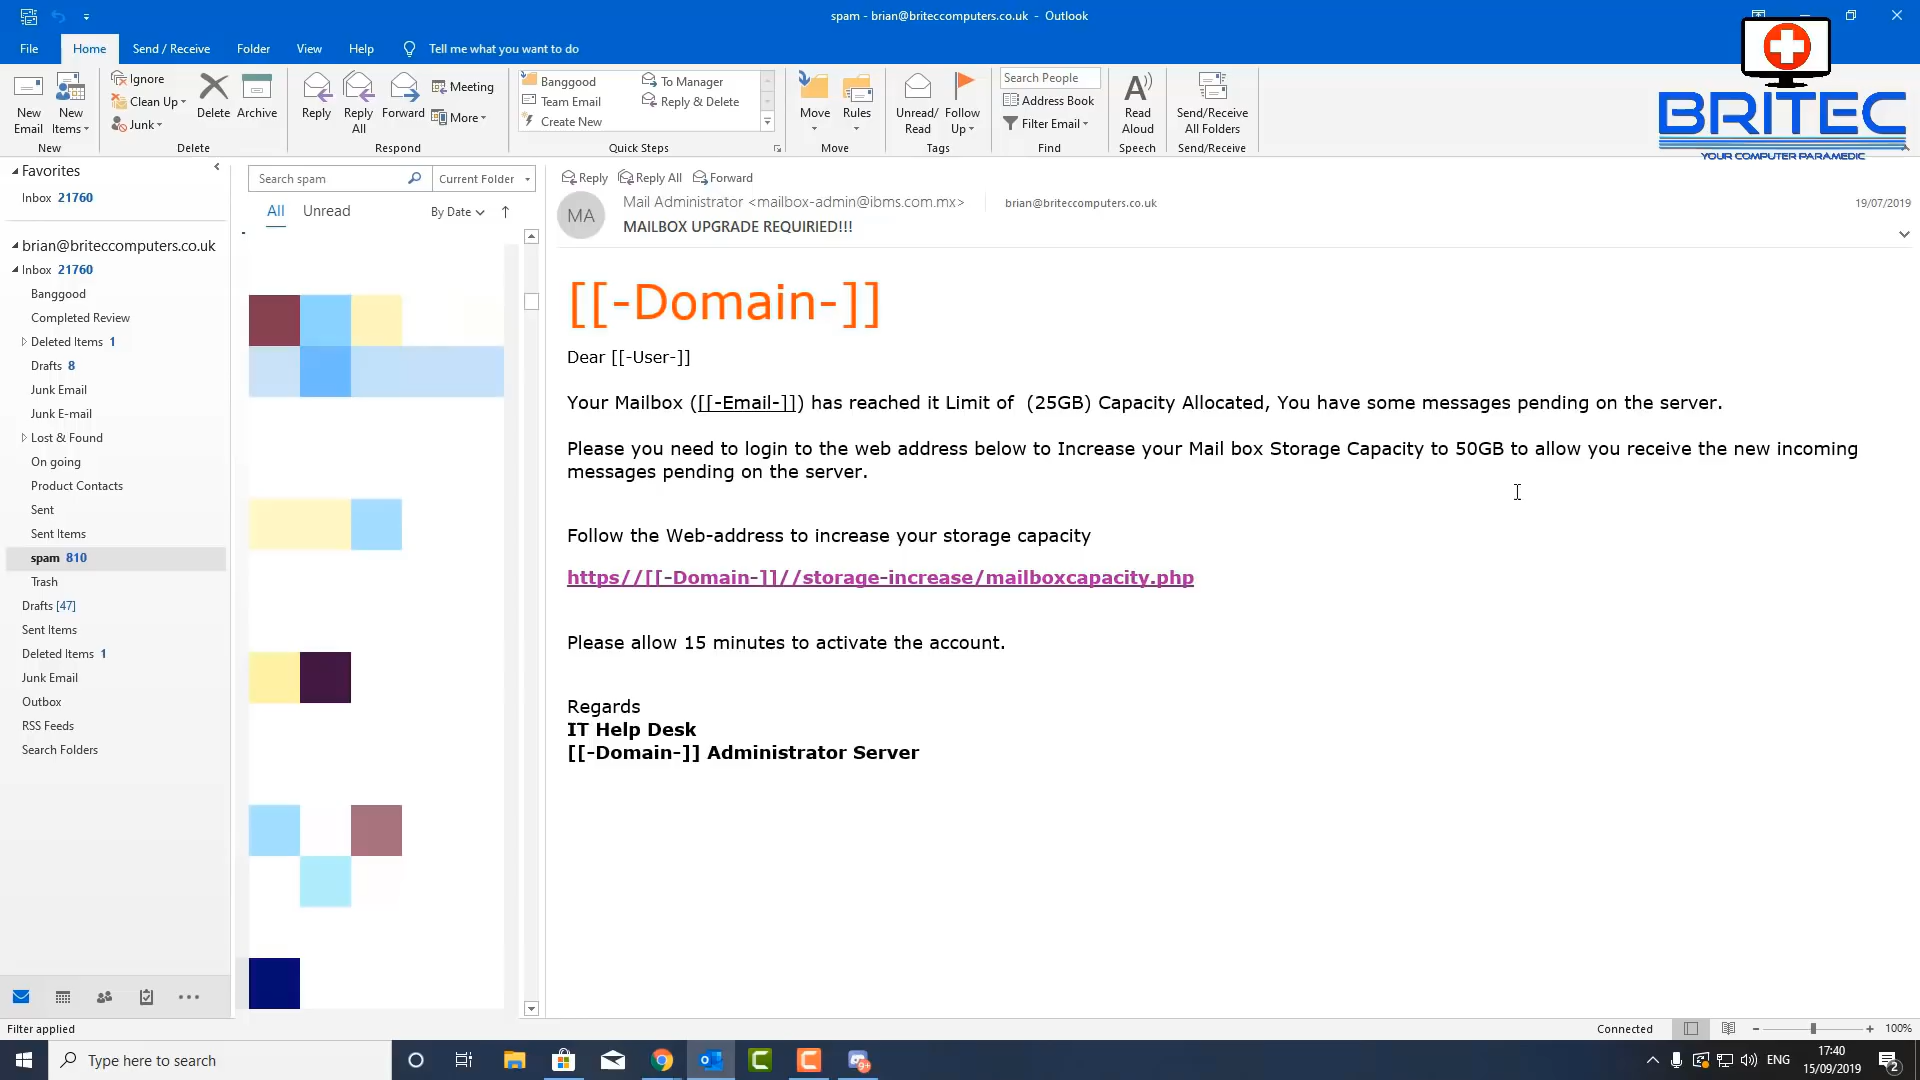 spam - brian@briteccomputers.co.uk - Outlook
File Home Send / Receive Folder View Help Tell me what you want to do
New Email
New Items
New
Ignore
Clean Up
Junk
Delete
Archive
Delete
Reply
Reply All
Forward
Meeting
More
Respond
Banggood
Team Email
Create New
To Manager
Reply & Delete
Quick Steps
Move
Rules
Move
Unread/ Read
Follow Up
Tags
Search People
Address Book
Filter Email
Find
Read Aloud
Speech
Send/Receive All Folders
Send/Receive
BRITEC
YOUR COMPUTER PARAMEDIC
Favorites
Inbox 21760
brian@briteccomputers.co.uk
Inbox 21760
Banggood
Completed Review
Deleted Items 1
Drafts 8
Junk Email
Junk E-mail
Lost & Found
On going
Product Contacts
Sent
Sent Items
spam 810
Trash
Drafts [47]
Sent Items
Deleted Items 1
Junk Email
Outbox
RSS Feeds
Search Folders
Search spam
Current Folder
All Unread
By Date
Reply Reply All Forward
MA
Mail Administrator <mailbox-admin@ibms.com.mx> brian@briteccomputers.co.uk 19/07/2019
MAILBOX UPGRADE REQUIRIED!!!
[[-Domain-]]
Dear [[-User-]]
Your Mailbox ([[-Email-]]) has reached it Limit of (25GB) Capacity Allocated, You have some messages pending on the server.
Please you need to login to the web address below to Increase your Mail box Storage Capacity to 50GB to allow you receive the new incoming
messages pending on the server.
Follow the Web-address to increase your storage capacity
https//[[-Domain-]]//storage-increase/mailboxcapacity.php
Please allow 15 minutes to activate the account.
Regards
IT Help Desk
[[-Domain-]] Administrator Server
Filter applied
Connected
100%
Type here to search
9+
ENG
17:40
15/09/2019
2